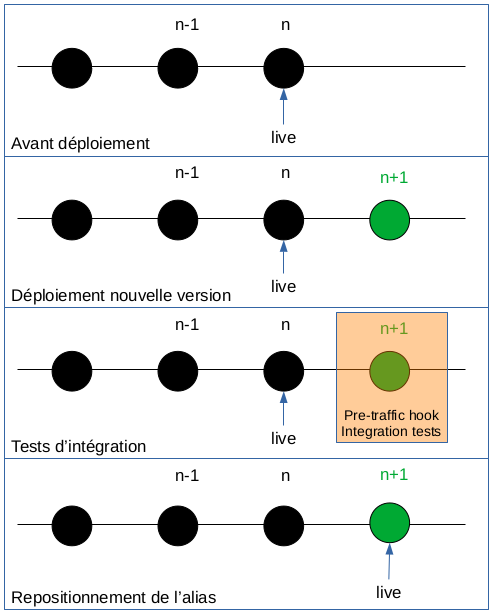 n-1 n
live
Avant déploiement
n-1 n n+1
live
Déploiement nouvelle version
n-1 n n+1
Pre-traffic hook
Integration tests
live
Tests d'intégration
n-1 n n+1
live
Repositionnement de l'alias